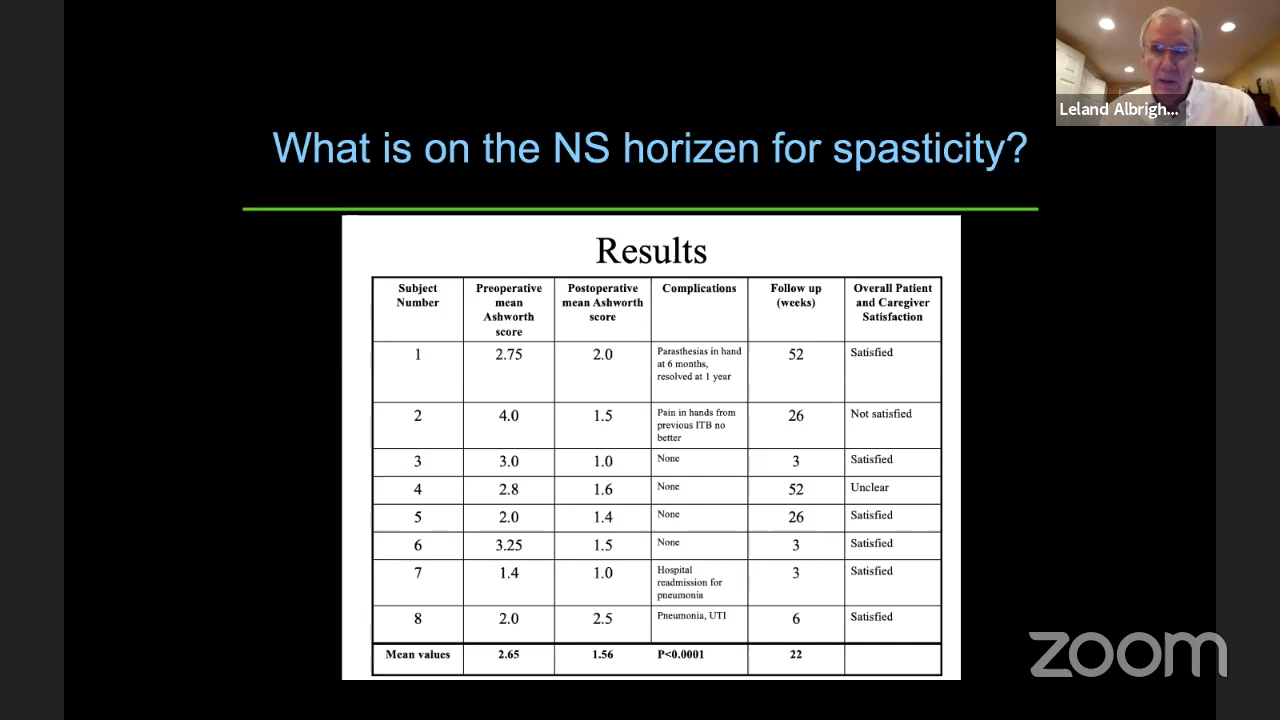 Leland Albrigh...
What is on the NS horizen for spasticity?
Results
Subject Number Preoperative mean Ashworth score Postoperative mean Ashworth score Complications Follow up (weeks) Overall Patient and Caregiver Satisfaction
1 2.75 2.0 Parasthesias in hand at 6 months, resolved at 1 year 52 Satisfied
2 4.0 1.5 Pain in hands from previous ITB no better 26 Not satisfied
3 3.0 1.0 None 3 Satisfied
4 2.8 1.6 None 52 Unclear
5 2.0 1.4 None 26 Satisfied
6 3.25 1.5 None 3 Satisfied
7 1.4 1.0 Hospital readmission for pneumonia 3 Satisfied
8 2.0 2.5 Pneumonia, UTI 6 Satisfied
Mean values 2.65 1.56 P<0.0001 22
zoom